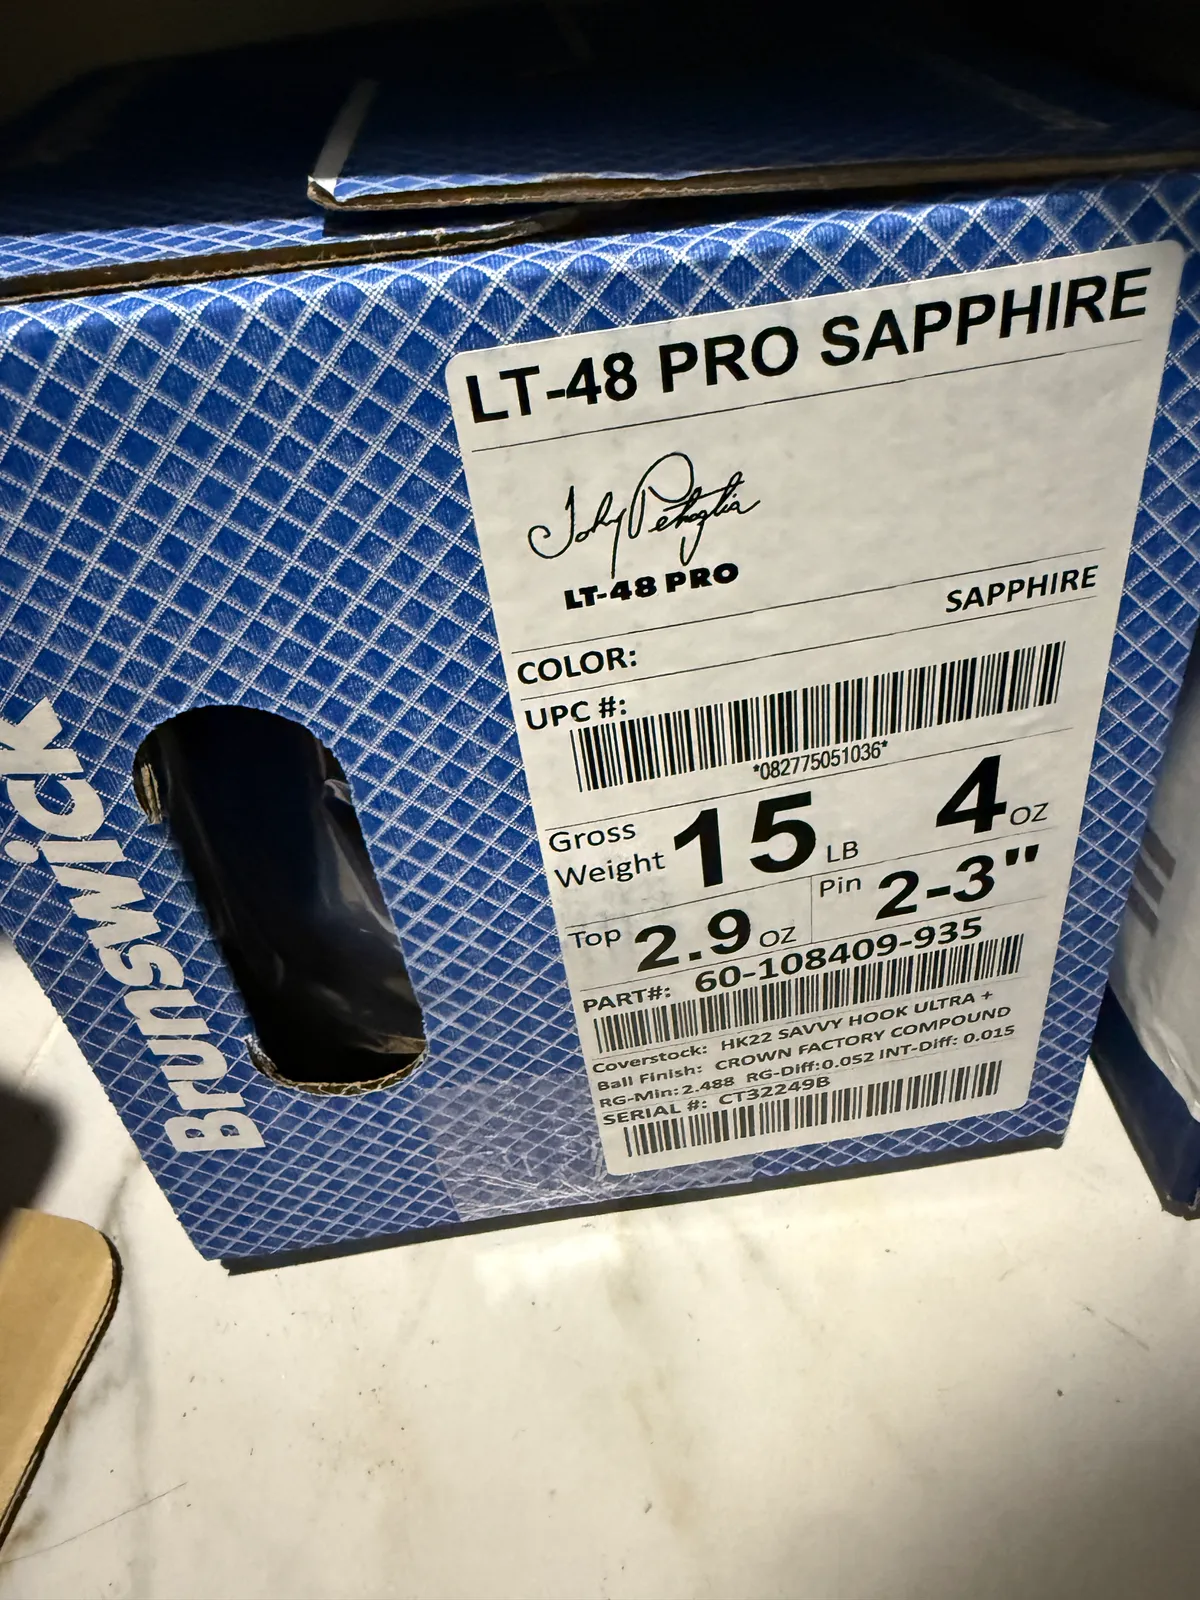 LT-48 PRO SAPPHIRE
Johny Petraglia
LT-48 PRO
SAPPHIRE
COLOR:
UPC #:
*082775051036*
Gross Weight 15 LB 4 OZ
Top 2.9 OZ Pin 2-3"
PART#: 60-108409-935
Coverstock: HK22 SAVVY HOOK ULTRA +
Ball Finish: CROWN FACTORY COMPOUND
RG-Min: 2.488 RG-Diff: 0.052 INT-Diff: 0.015
SERIAL #: CT32249B
Brunswick